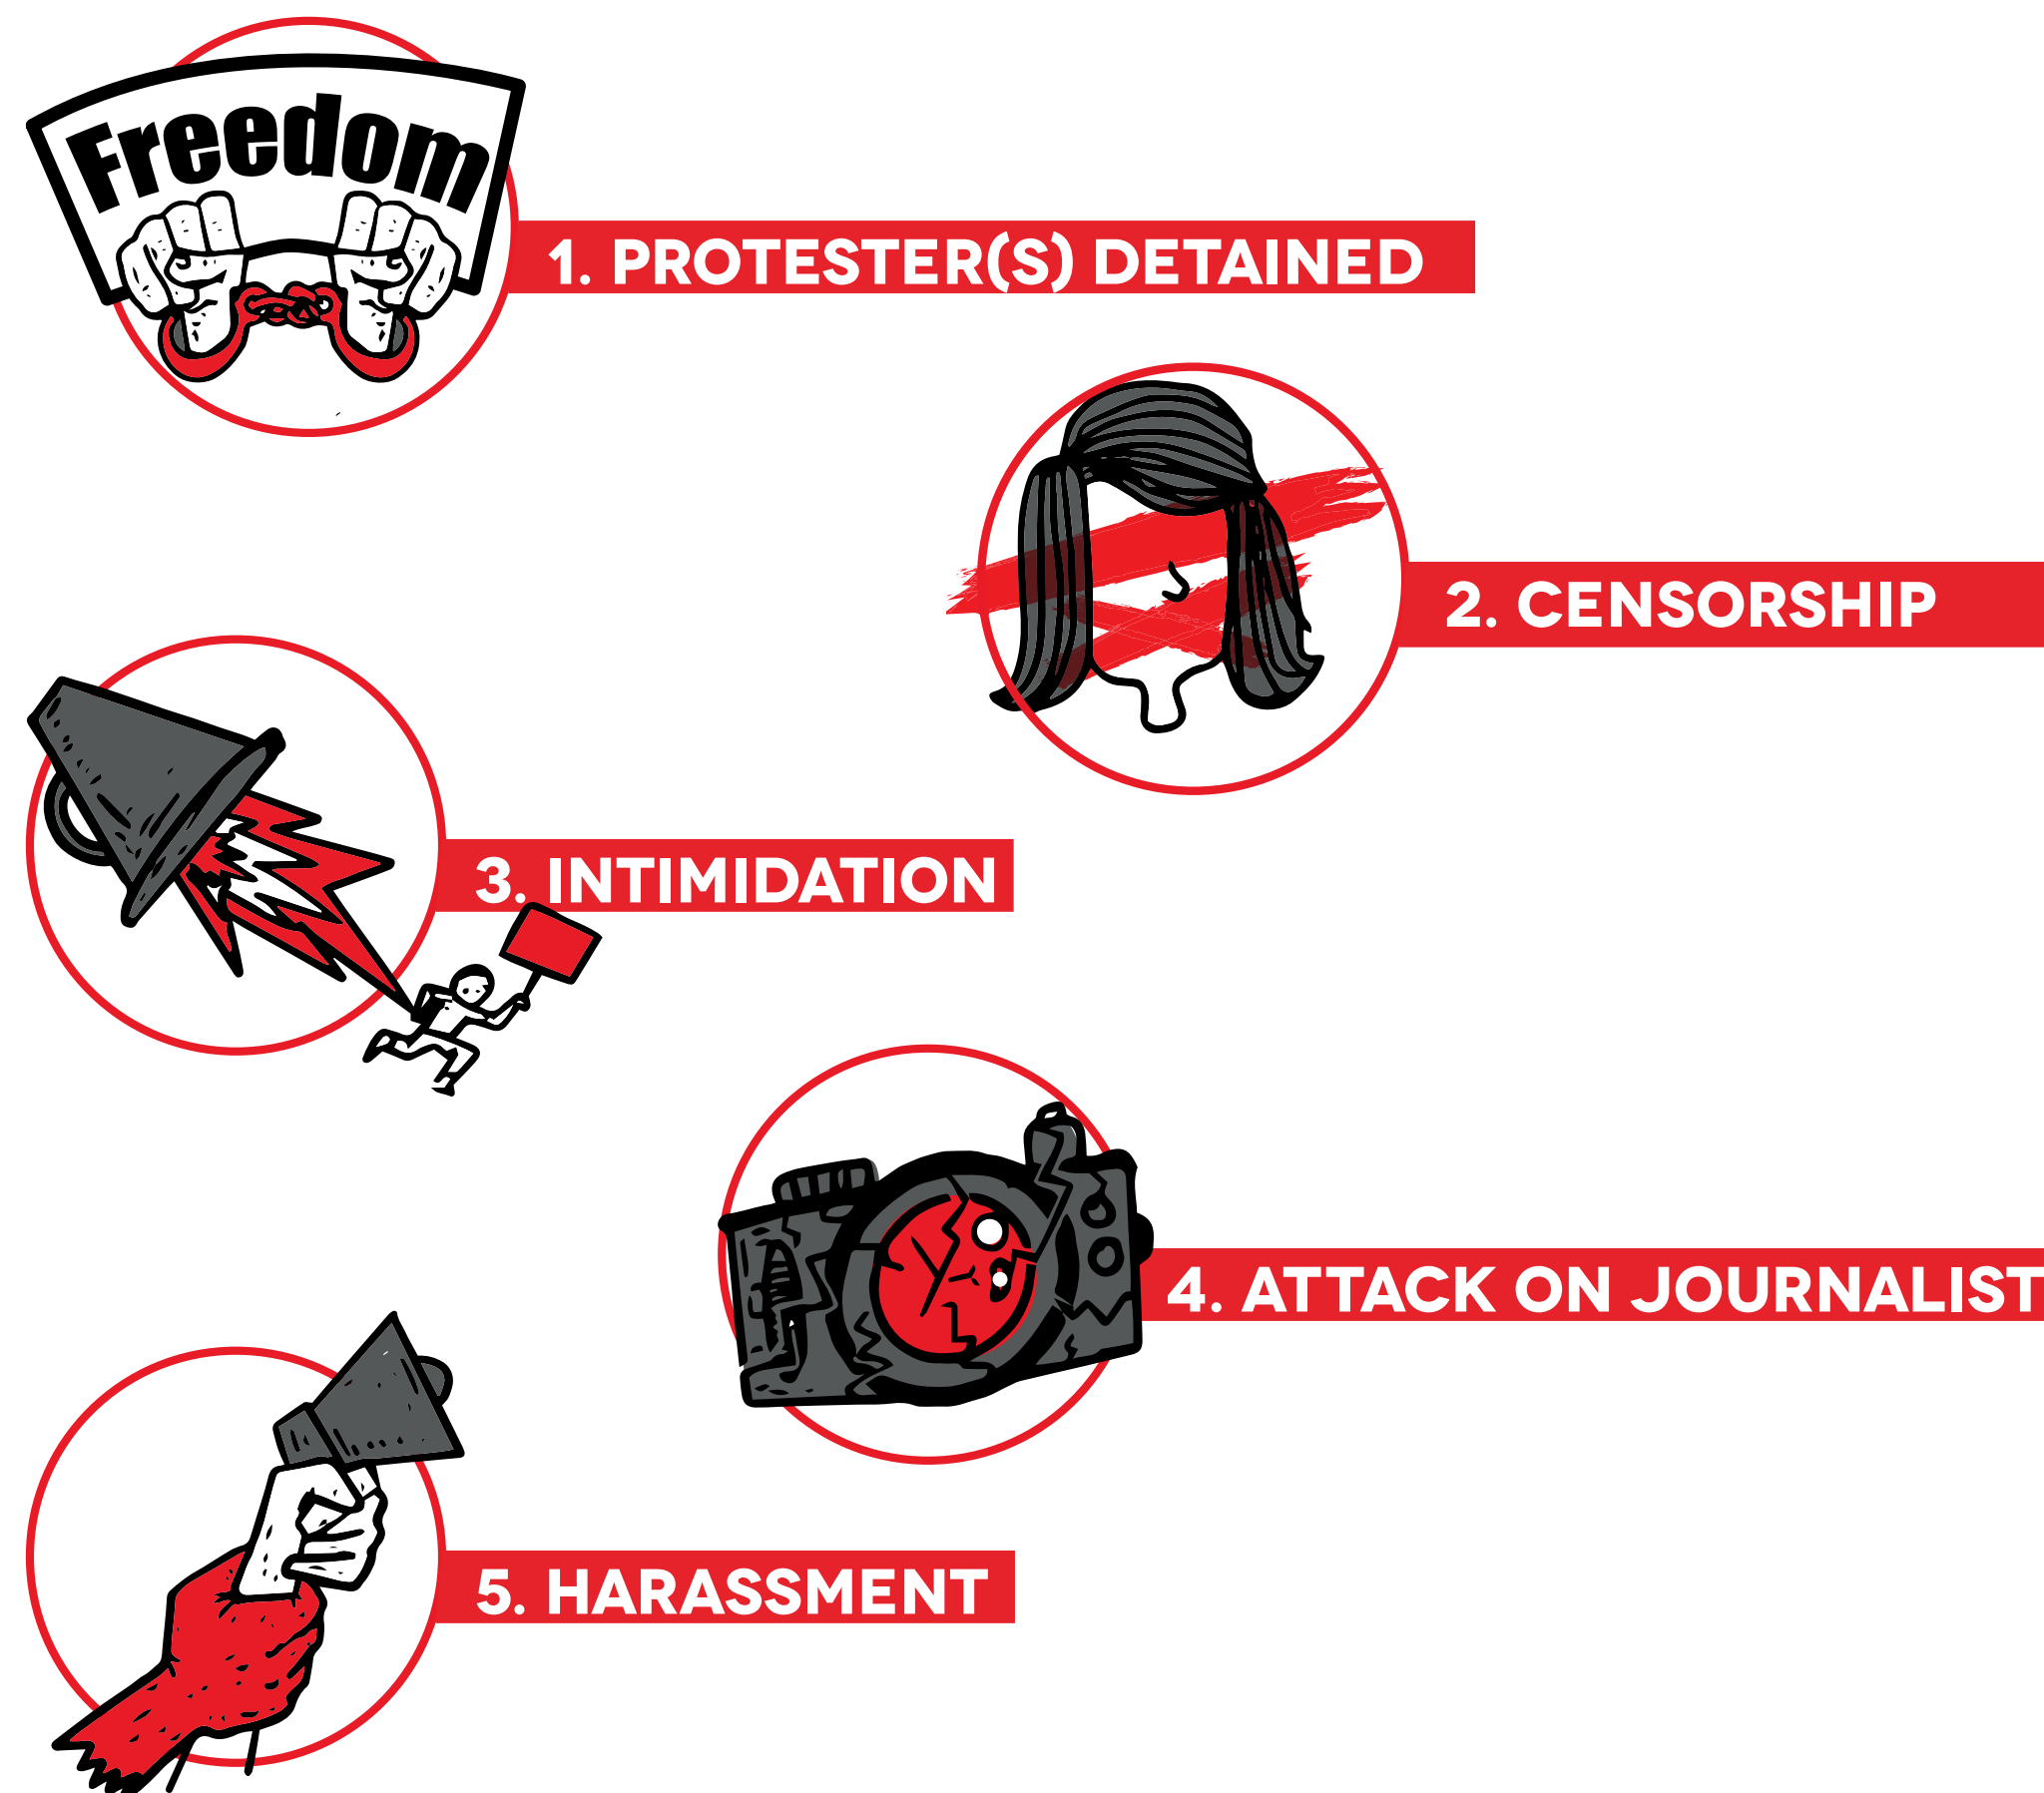 Freedom
1. PROTESTER(S) DETAINED
2. CENSORSHIP
3. INTIMIDATION
4. ATTACK ON JOURNALIST
5. HARASSMENT